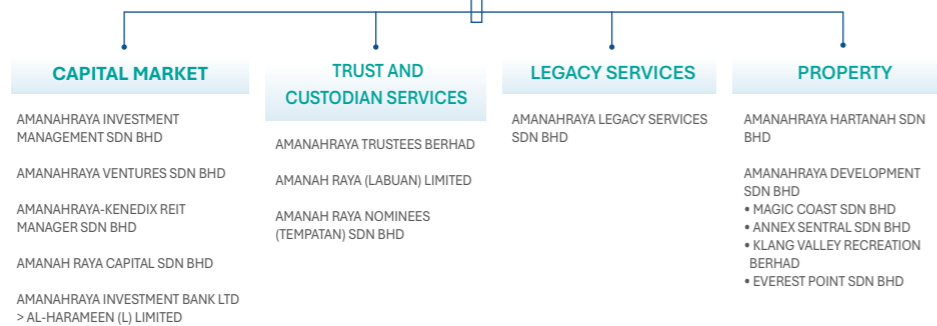 CAPITAL MARKET
AMANAHRAYA INVESTMENT
MANAGEMENT SDN BHD
AMANAHRAYA VENTURES SDN BHD
AMANAHRAYA-KENEDIX REIT
MANAGER SDN BHD
AMANAH RAYA CAPITAL SDN BHD
AMANAHRAYA INVESTMENT BANK LTD
> AL-HARAMEEN (L) LIMITED
TRUST AND
CUSTODIAN SERVICES
AMANAHRAYA TRUSTEES BERHAD
AMANAH RAYA (LABUAN) LIMITED
AMANAH RAYA NOMINEES
(TEMPATAN) SDN BHD
LEGACY SERVICES
AMANAHRAYA LEGACY SERVICES
SDN BHD
PROPERTY
AMANAHRAYA HARTANAH SDN
BHD
AMANAHRAYA DEVELOPMENT
SDN BHD
• MAGIC COAST SDN BHD
• ANNEX SENTRAL SDN BHD
• KLANG VALLEY RECREATION
BERHAD
• EVEREST POINT SDN BHD